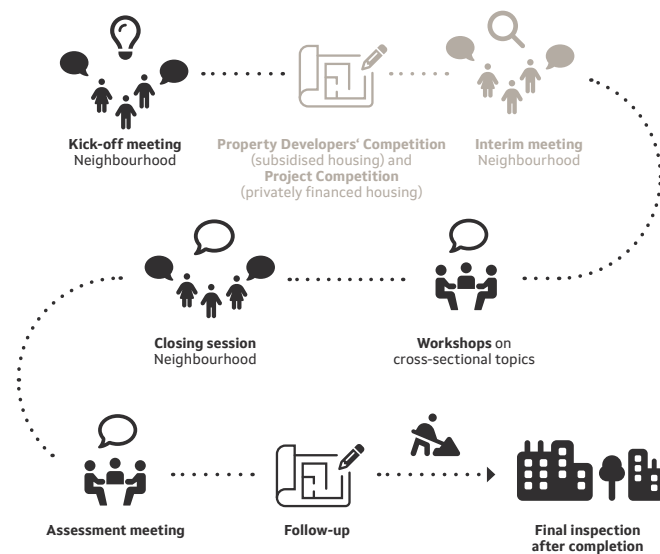 Kick-off meeting
Neighbourhood
Property Developers' Competition
(subsidised housing) and
Project Competition
(privately financed housing)
Interim meeting
Neighbourhood
Closing session
Neighbourhood
Workshops on
cross-sectional topics
Assessment meeting
Follow-up
Final inspection
after completion